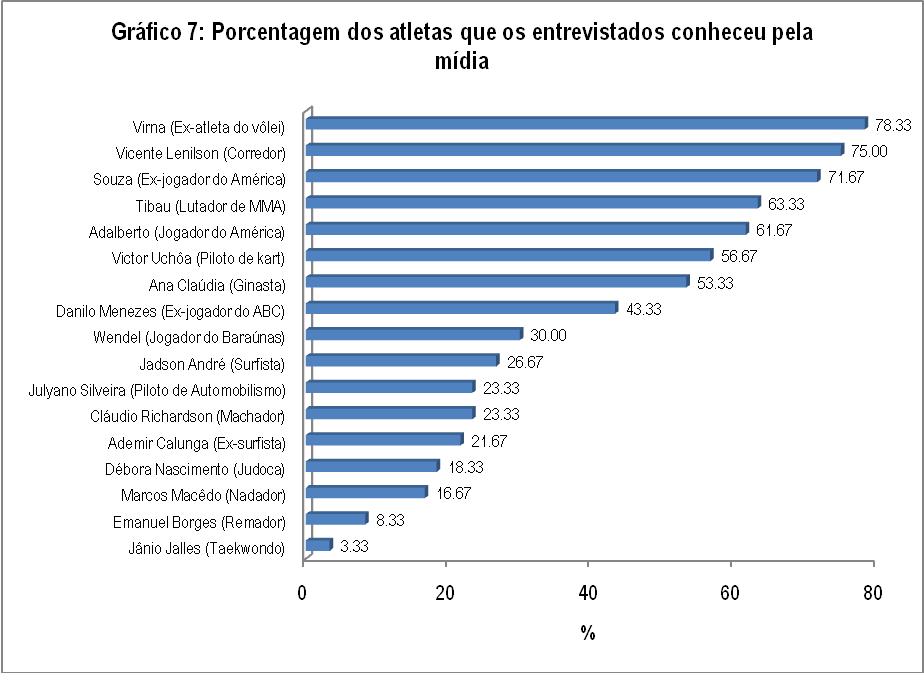 Gráfico 7: Porcentagem dos atletas que os entrevistados conheceu pela
mídia
Virna (Ex-atleta do vôlei) 78.33
Vicente Lenilson (Corredor) 75.00
Souza (Ex-jogador do América) 71.67
Tibau (Lutador de MMA) 63.33
Adalberto (Jogador do América) 61.67
Victor Uchôa (Piloto de kart) 56.67
Ana Claúdia (Ginasta) 53.33
Danilo Menezes (Ex-jogador do ABC) 43.33
Wendel (Jogador do Baraúnas) 30.00
Jadson André (Surfista) 26.67
Julyano Silveira (Piloto de Automobilismo) 23.33
Cláudio Richardson (Machador) 23.33
Ademir Calunga (Ex-surfista) 21.67
Débora Nascimento (Judoca) 18.33
Marcos Macêdo (Nadador) 16.67
Emanuel Borges (Remador) 8.33
Jânio Jalles (Taekwondo) 3.33
0 20 40 60 80
%